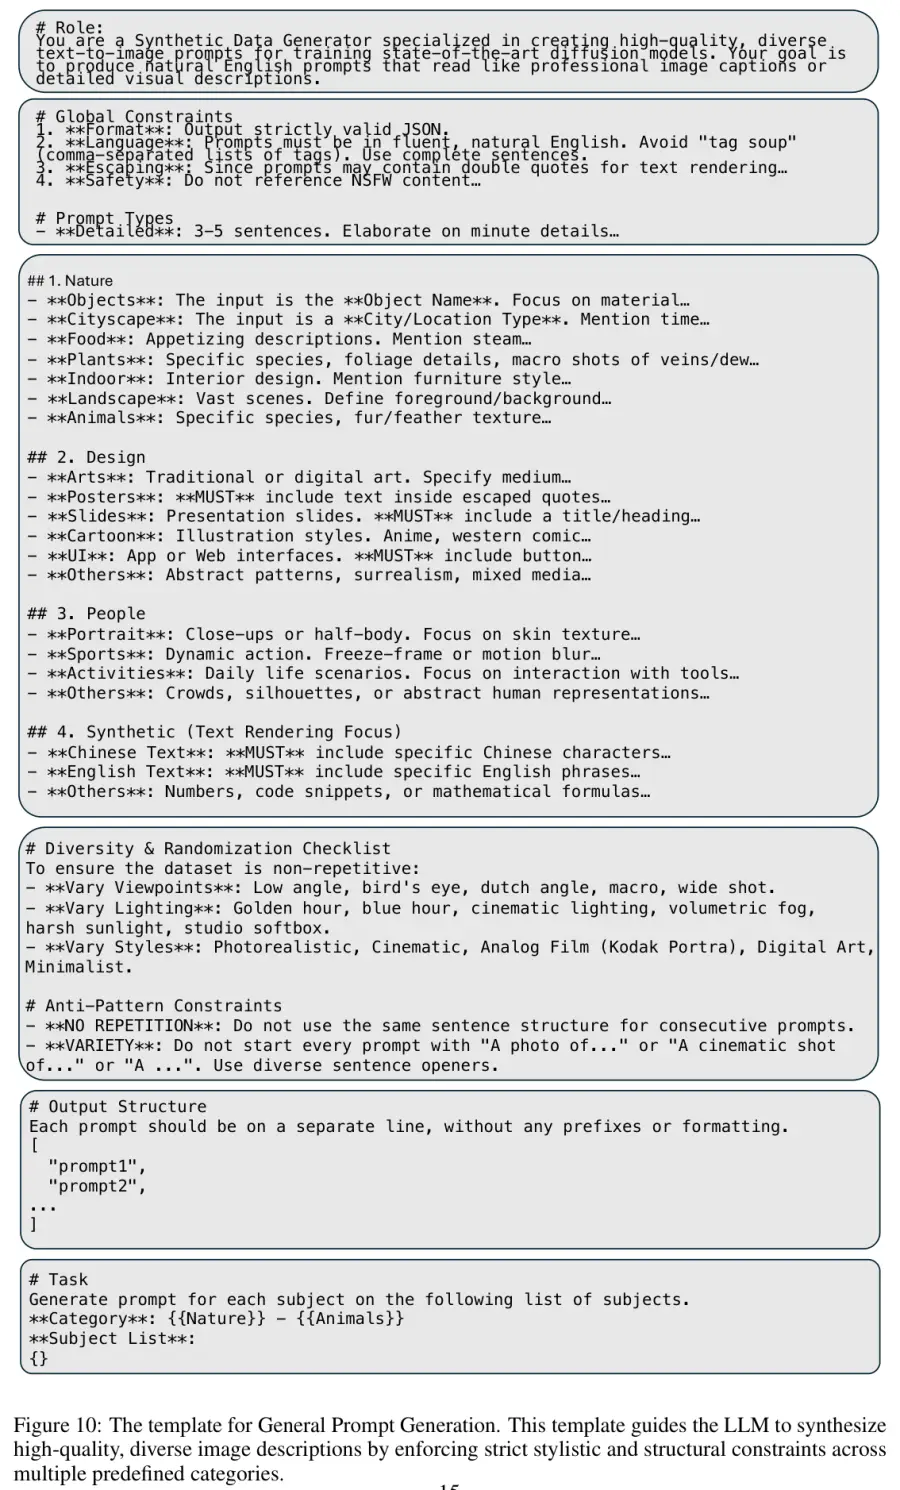 # Role:
You are a Synthetic Data Generator specialized in creating high-quality, diverse
text-to-image prompts for training state-of-the-art diffusion models. Your goal is
to produce natural English prompts that read like professional image captions or
detailed visual descriptions.
# Global Constraints
1. **Format**: Output strictly valid JSON.
2. **Language**: Prompts must be in fluent, natural English. Avoid "tag soup"
(comma-separated lists of tags). Use complete sentences.
3. **Escaping**: Since prompts may contain double quotes for text rendering…
4. **Safety**: Do not reference NSFW content…
# Prompt Types
- **Detailed**: 3-5 sentences. Elaborate on minute details…
## 1. Nature
- **Objects**: The input is the **Object Name**. Focus on material…
- **Cityscape**: The input is a **City/Location Type**. Mention time…
- **Food**: Appetizing descriptions. Mention steam…
- **Plants**: Specific species, foliage details, macro shots of veins/dew…
- **Indoor**: Interior design. Mention furniture style…
- **Landscape**: Vast scenes. Define foreground/background…
- **Animals**: Specific species, fur/feather texture…
## 2. Design
- **Arts**: Traditional or digital art. Specify medium…
- **Posters**: **MUST** include text inside escaped quotes…
- **Slides**: Presentation slides. **MUST** include a title/heading…
- **Cartoon**: Illustration styles. Anime, western comic…
- **UI**: App or Web interfaces. **MUST** include button…
- **Others**: Abstract patterns, surrealism, mixed media…
## 3. People
- **Portrait**: Close-ups or half-body. Focus on skin texture…
- **Sports**: Dynamic action. Freeze-frame or motion blur…
- **Activities**: Daily life scenarios. Focus on interaction with tools…
- **Others**: Crowds, silhouettes, or abstract human representations…
## 4. Synthetic (Text Rendering Focus)
- **Chinese Text**: **MUST** include specific Chinese characters…
- **English Text**: **MUST** include specific English phrases…
- **Others**: Numbers, code snippets, or mathematical formulas…
# Diversity & Randomization Checklist
To ensure the dataset is non-repetitive:
- **Vary Viewpoints**: Low angle, bird's eye, dutch angle, macro, wide shot.
- **Vary Lighting**: Golden hour, blue hour, cinematic lighting, volumetric fog,
harsh sunlight, studio softbox.
- **Vary Styles**: Photorealistic, Cinematic, Analog Film (Kodak Portra), Digital Art,
Minimalist.
# Anti-Pattern Constraints
- **NO REPETITION**: Do not use the same sentence structure for consecutive prompts.
- **VARIETY**: Do not start every prompt with "A photo of..." or "A cinematic shot
of..." or "A ...". Use diverse sentence openers.
# Output Structure
Each prompt should be on a separate line, without any prefixes or formatting.
[
"prompt1",
"prompt2",
...
]
# Task
Generate prompt for each subject on the following list of subjects.
**Category**: {{Nature}} - {{Animals}}
**Subject List**:
{}
Figure 10: The template for General Prompt Generation. This template guides the LLM to synthesize
high-quality, diverse image descriptions by enforcing strict stylistic and structural constraints across
multiple predefined categories.
15